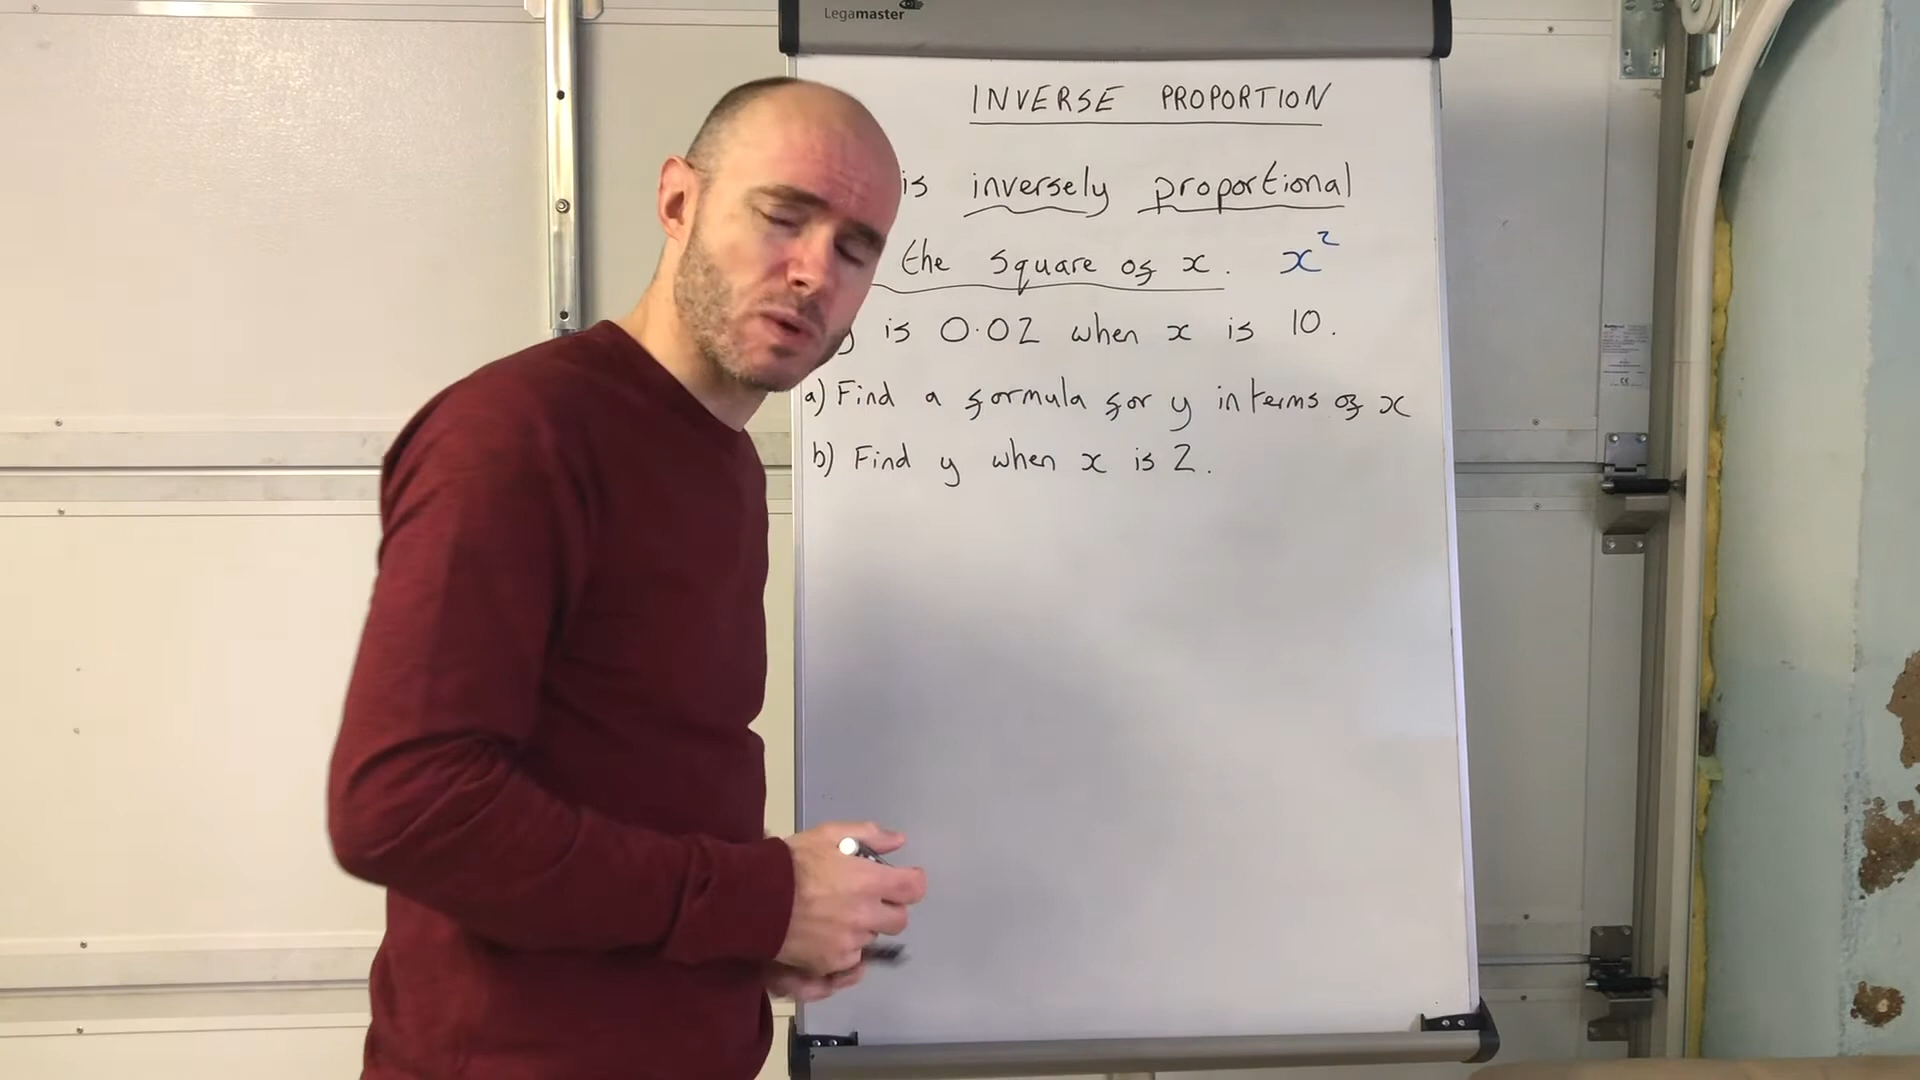 Legamaster
INVERSE PROPORTION
is inversely proportional
the square of x. x²
y is 0.02 when x is 10.
a) Find a formula for y in terms of x
b) Find y when x is 2.